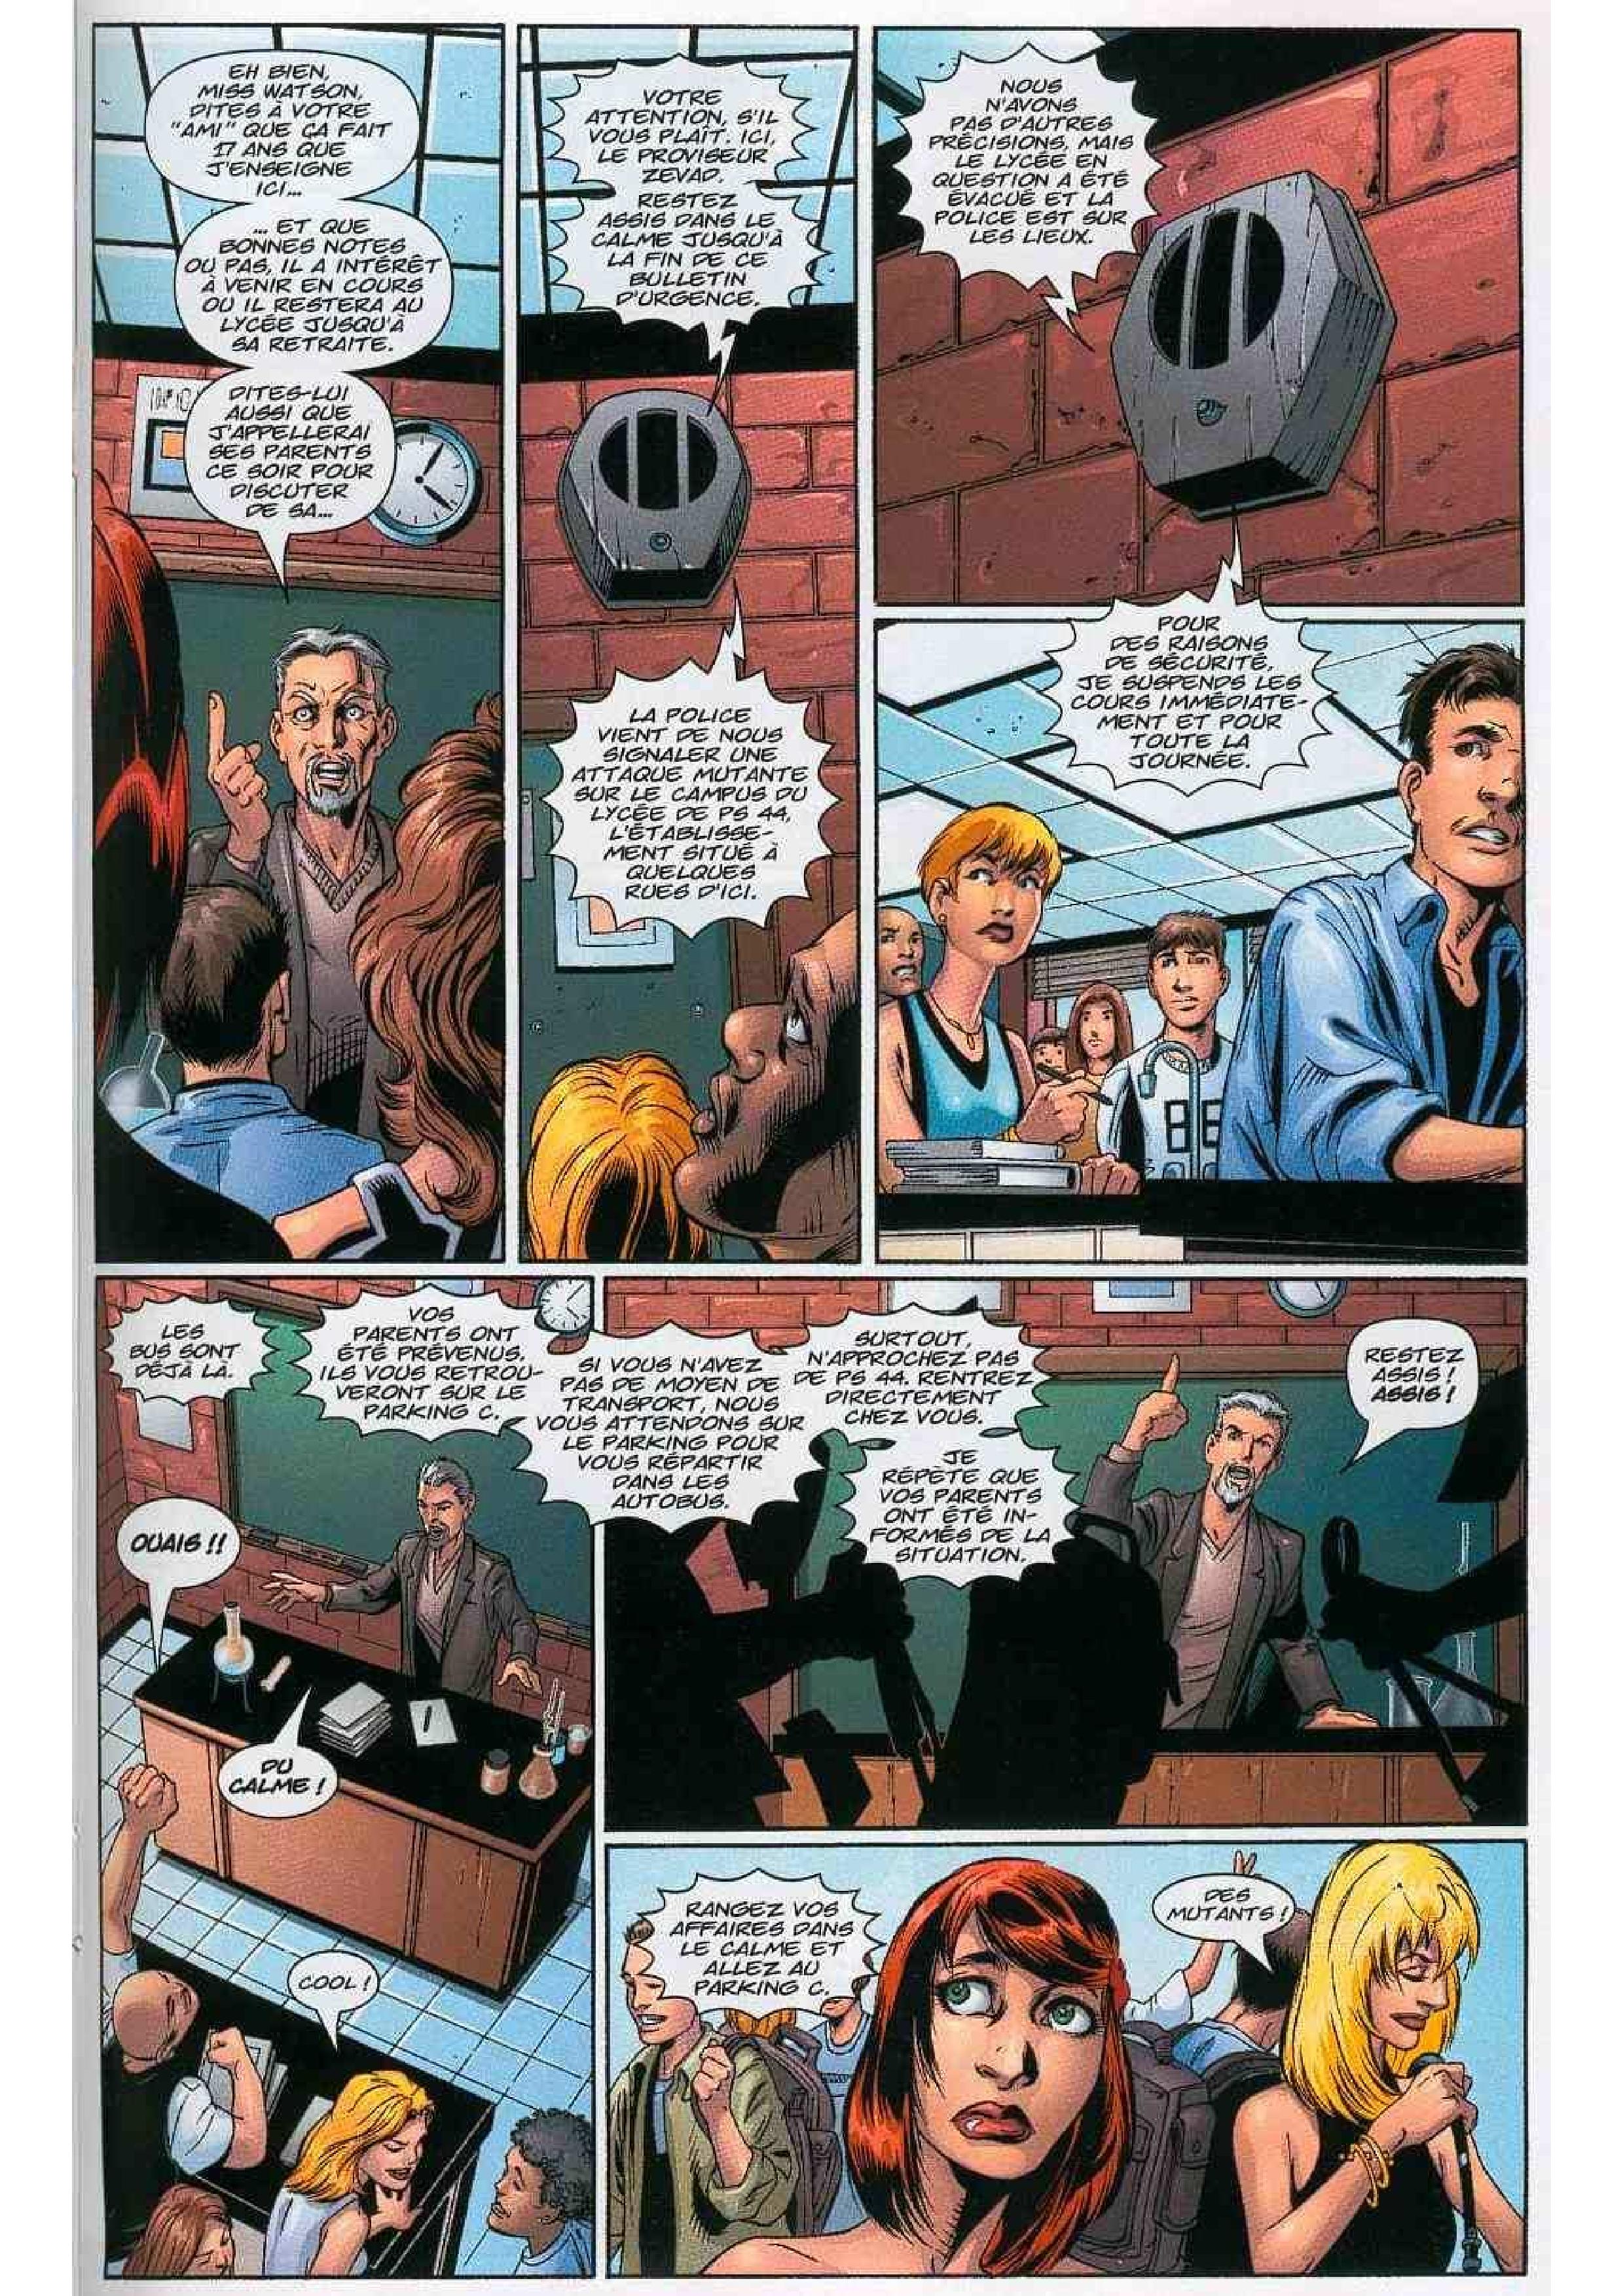 EH BIEN,
MISS WATSON,
DITES À VOTRE
"AMI" QUE ÇA FAIT
17 ANS QUE
J'ENSEIGNE
ICI...
... ET QUE
BONNES NOTES
OU PAS, IL A INTÉRÊT
À VENIR EN COURS
OU IL RESTERA AU
LYCÉE JUSQU'À
SA RETRAITE.
DITES-LUI
AUSSI QUE
J'APPELLERAI
SES PARENTS
CE SOIR POUR
DISCUTER
DE SA...
VOTRE
ATTENTION, S'IL
VOUS PLAÎT. ICI,
LE PROVISEUR
ZEVAD.
RESTEZ
ASSIS DANS LE
CALME JUSQU'À
LA FIN DE CE
BULLETIN
D'URGENCE.
LA POLICE
VIENT DE NOUS
SIGNALER UNE
ATTAQUE MUTANTE
SUR LE CAMPUS DU
LYCÉE DE PS 44,
L'ÉTABLISSE-
MENT SITUÉ À
QUELQUES
RUES D'ICI.
NOUS
N'AVONS
PAS D'AUTRES
PRÉCISIONS, MAIS
LE LYCÉE EN
QUESTION A ÉTÉ
ÉVACUÉ ET LA
POLICE EST SUR
LES LIEUX.
POUR
DES RAISONS
DE SÉCURITÉ,
JE SUSPENDS LES
COURS IMMÉDIATE-
MENT ET POUR
TOUTE LA
JOURNÉE.
88
LES
BUS SONT
DÉJÀ LÀ.
VOS
PARENTS ONT
ÉTÉ PRÉVENUS.
ILS VOUS RETROU-
VERONT SUR LE
PARKING C.
OUAIS !!
DU
CALME !
COOL !
SI VOUS N'AVEZ
PAS DE MOYEN DE
TRANSPORT, NOUS
VOUS ATTENDONS SUR
LE PARKING POUR
VOUS RÉPARTIR
DANS LES
AUTOBUS.
SURTOUT,
N'APPROCHEZ PAS
DE PS 44. RENTREZ
DIRECTEMENT
CHEZ VOUS.
JE
RÉPÈTE QUE
VOS PARENTS
ONT ÉTÉ IN-
FORMÉS DE LA
SITUATION.
RESTEZ
ASSIS !
ASSIS !
RANGEZ VOS
AFFAIRES DANS
LE CALME ET
ALLEZ AU
PARKING C.
DES
MUTANTS !